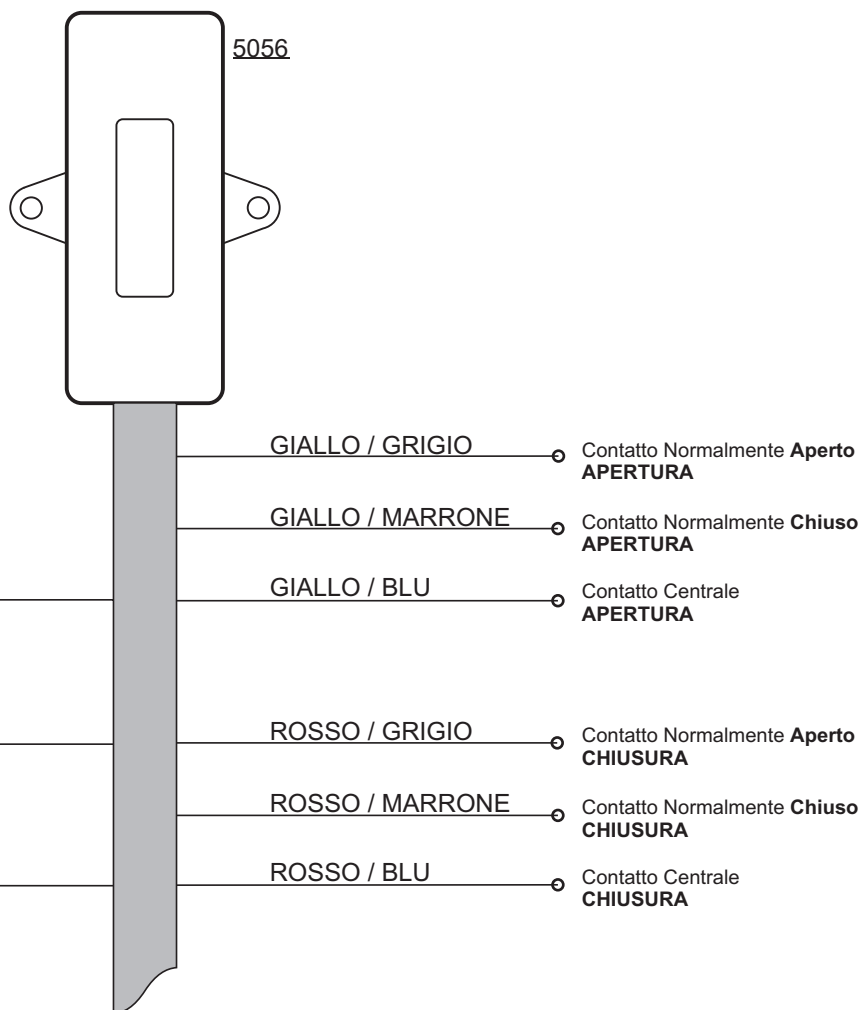 5056
GIALLO / GRIGIO
Contatto Normalmente Aperto
APERTURA
GIALLO / MARRONE
Contatto Normalmente Chiuso
APERTURA
GIALLO / BLU
Contatto Centrale
APERTURA
ROSSO / GRIGIO
Contatto Normalmente Aperto
CHIUSURA
ROSSO / MARRONE
Contatto Normalmente Chiuso
CHIUSURA
ROSSO / BLU
Contatto Centrale
CHIUSURA